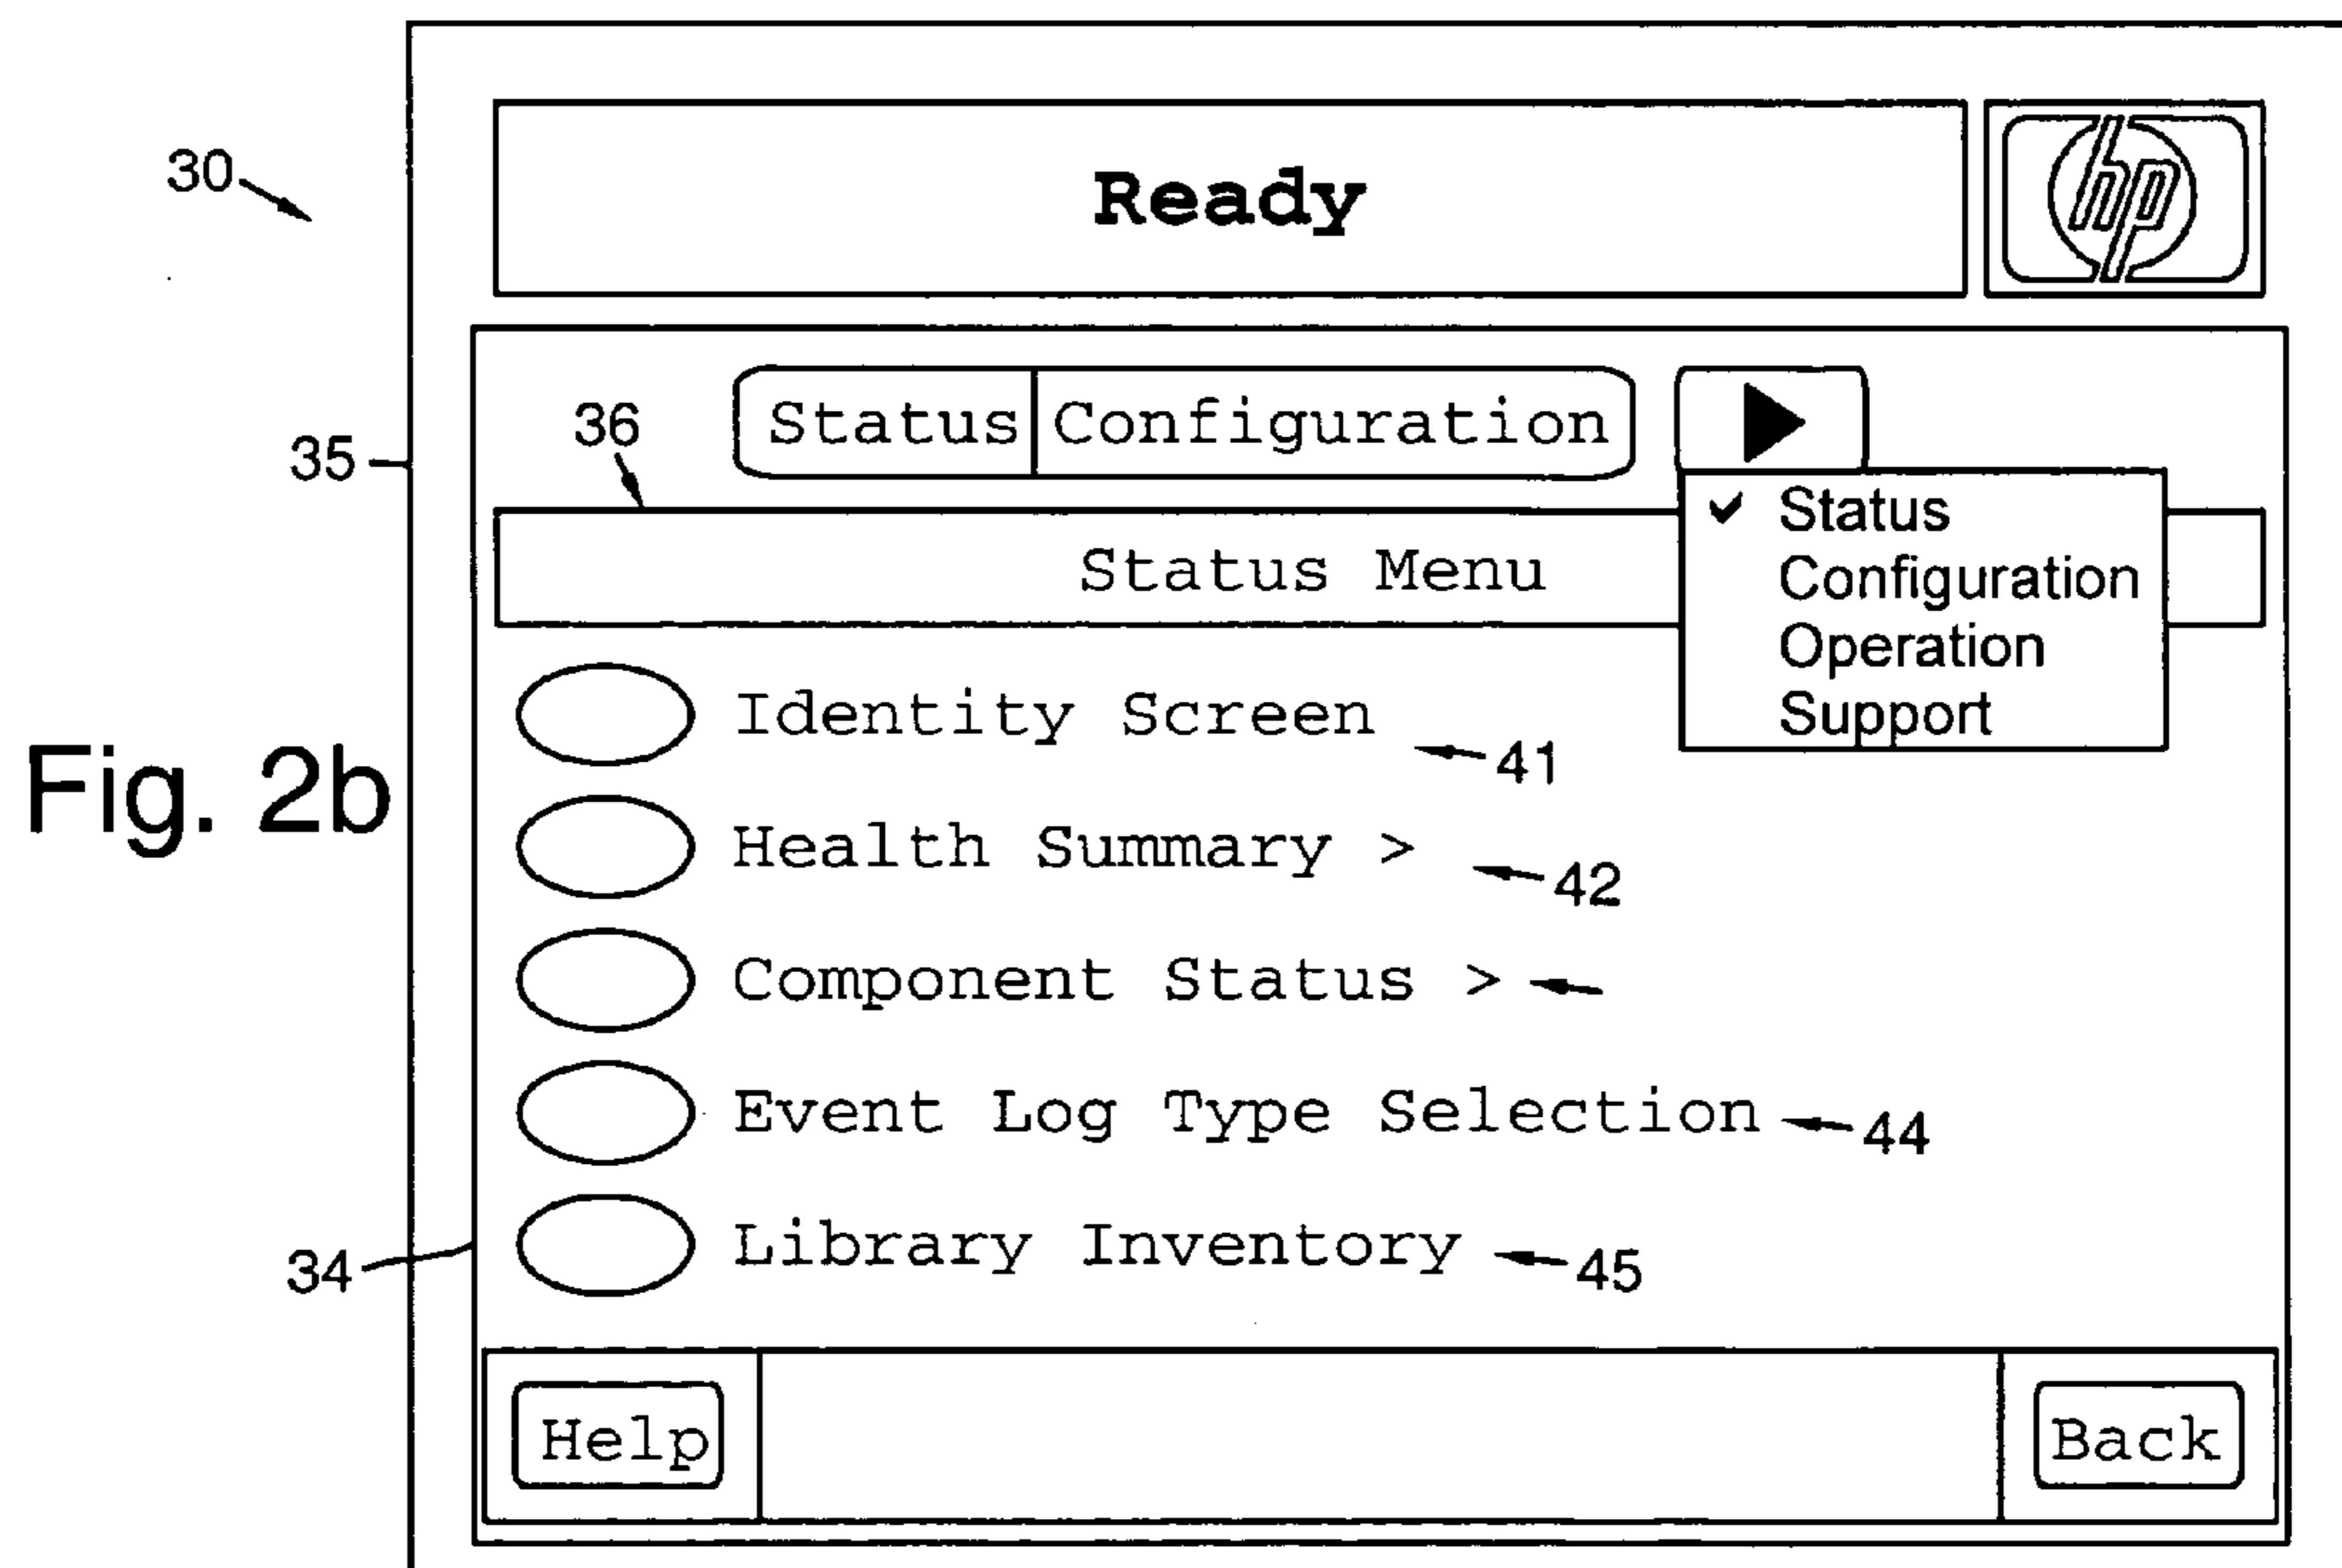 30
Ready
hp
35
36
Status Configuration
Status
Configuration
Operation
Support
Status Menu
Identity Screen
41
Fig. 2b
Health Summary >
42
Component Status >
Event Log Type Selection
44
Library Inventory
45
34
Help
Back